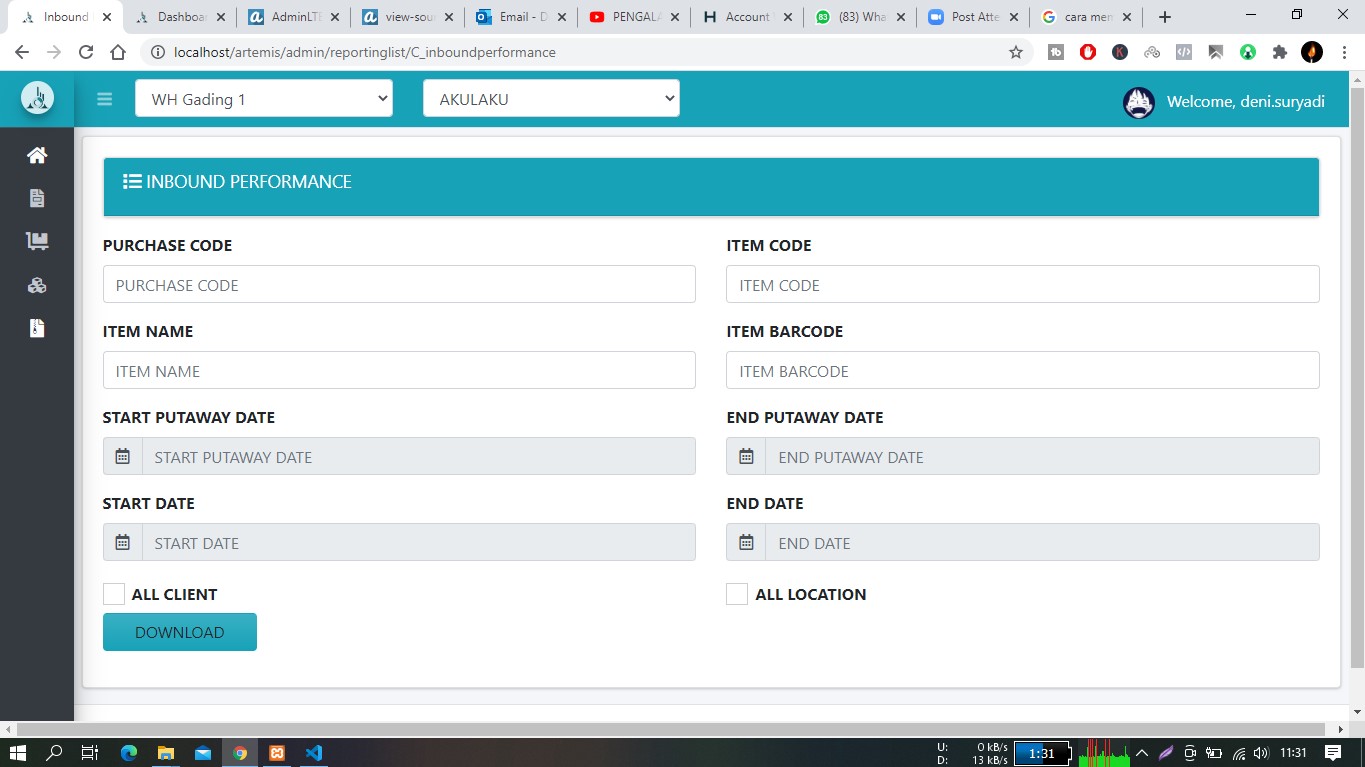 Inbound
Dashboa
AdminLTE
view-sou
Email - D
PENGALA
Account
(83) Wha
Post Atte
cara men
localhost/artemis/admin/reportinglist/C_inboundperformance
WH Gading 1
AKULAKU
Welcome, deni.suryadi
INBOUND PERFORMANCE
PURCHASE CODE
ITEM CODE
PURCHASE CODE
ITEM CODE
ITEM NAME
ITEM BARCODE
ITEM NAME
ITEM BARCODE
START PUTAWAY DATE
END PUTAWAY DATE
START PUTAWAY DATE
END PUTAWAY DATE
START DATE
END DATE
START DATE
END DATE
ALL CLIENT
ALL LOCATION
DOWNLOAD
U: 0 kB/s
D: 13 kB/s
1:31
11:31